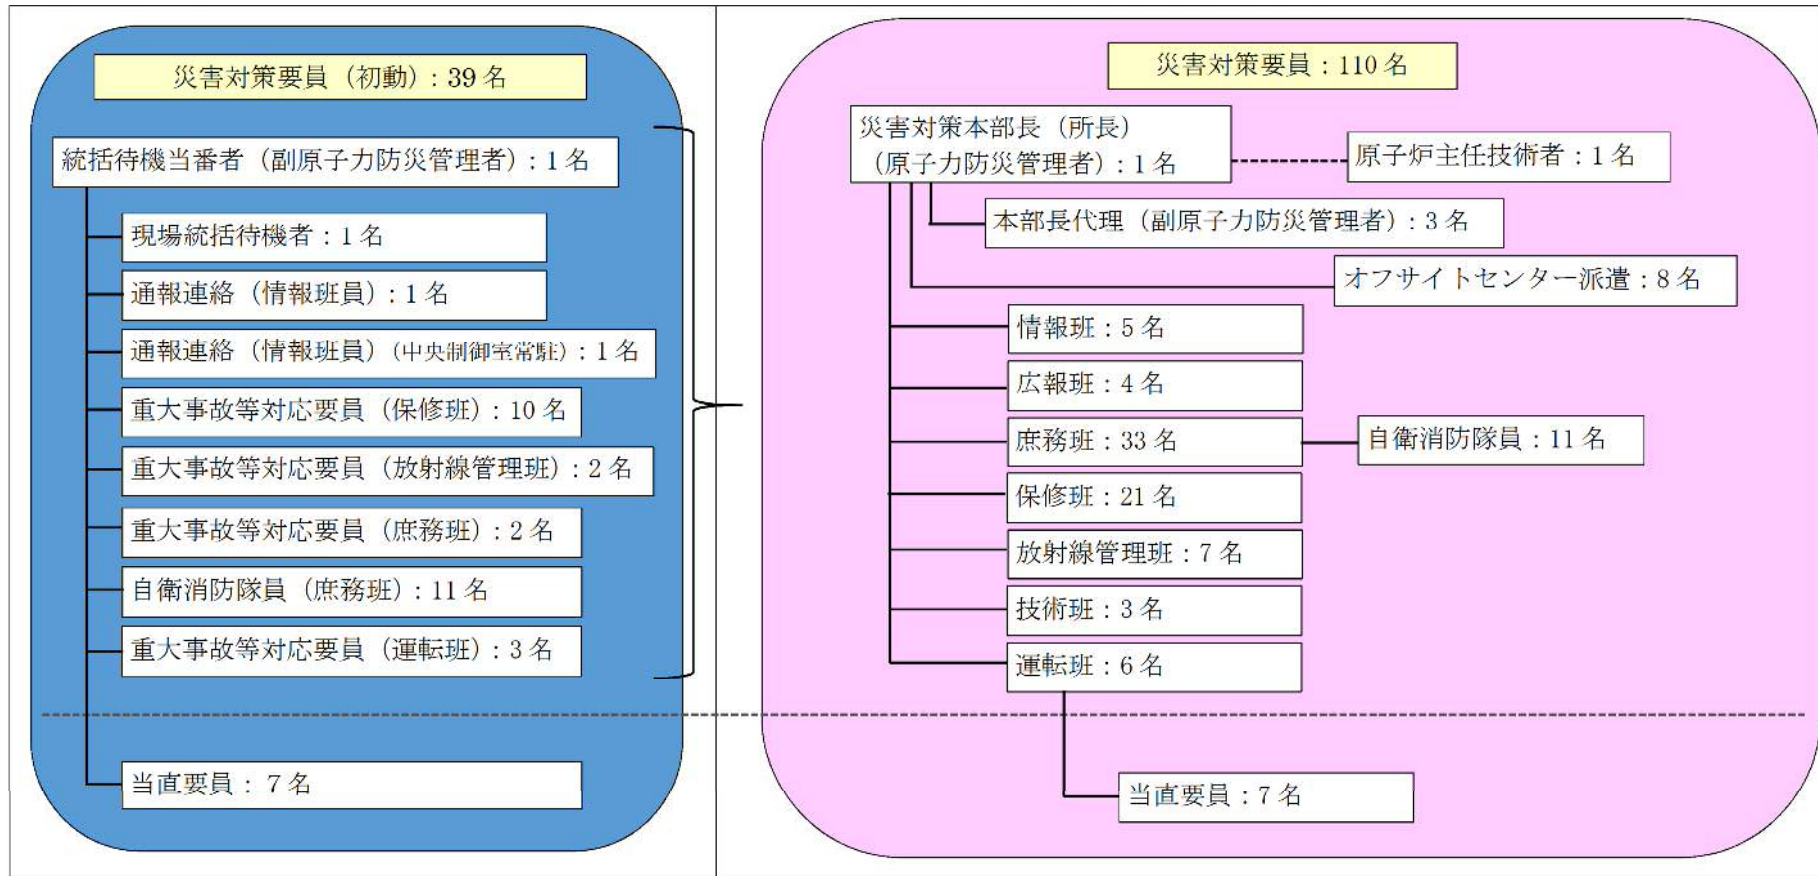 災害対策要員（初動）：39名
統括待機当番者（副原子力防災管理者）：1名
現場統括待機者：1名
通報連絡（情報班員）：1名
通報連絡（情報班員）（中央制御室常駐）：1名
重大事故等対応要員（保修班）：10名
重大事故等対応要員（放射線管理班）：2名
重大事故等対応要員（庶務班）：2名
自衛消防隊員（庶務班）：11名
重大事故等対応要員（運転班）：3名
当直要員：7名
災害対策要員：110名
災害対策本部長（所長）
（原子力防災管理者）：1名
原子炉主任技術者：1名
本部長代理（副原子力防災管理者）：3名
オフサイトセンター派遣：8名
情報班：5名
広報班：4名
庶務班：33名
自衛消防隊員：11名
保修班：21名
放射線管理班：7名
技術班：3名
運転班：6名
当直要員：7名